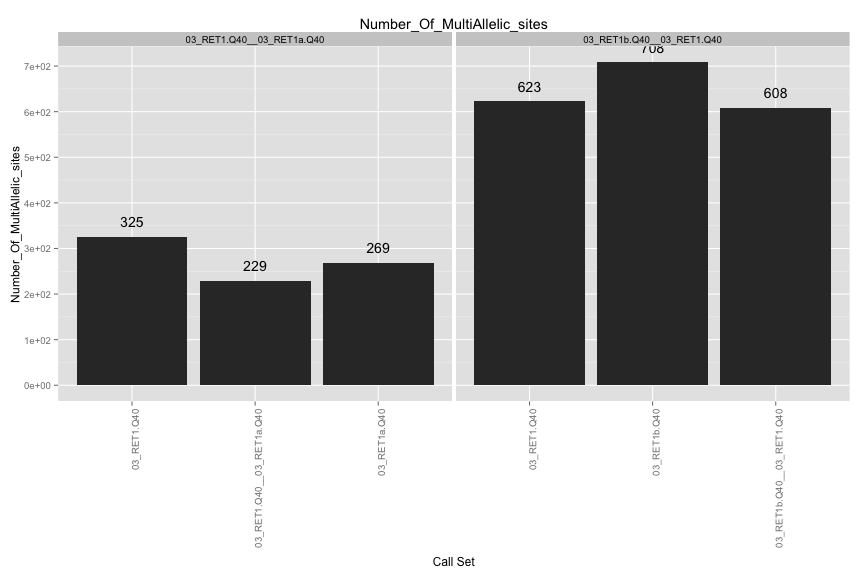 Number_Of_MultiAllelic_sites
03_RET1.Q40__03_RET1a.Q40
03_RET1b.Q40__03_RET1.Q40
Number_Of_MultiAllelic_sites
7e+02
6e+02
5e+02
4e+02
3e+02
2e+02
1e+02
0e+00
325
229
269
623
708
608
03_RET1.Q40
03_RET1.Q40__03_RET1a.Q40
03_RET1a.Q40
03_RET1.Q40
03_RET1b.Q40
03_RET1b.Q40__03_RET1.Q40
Call Set